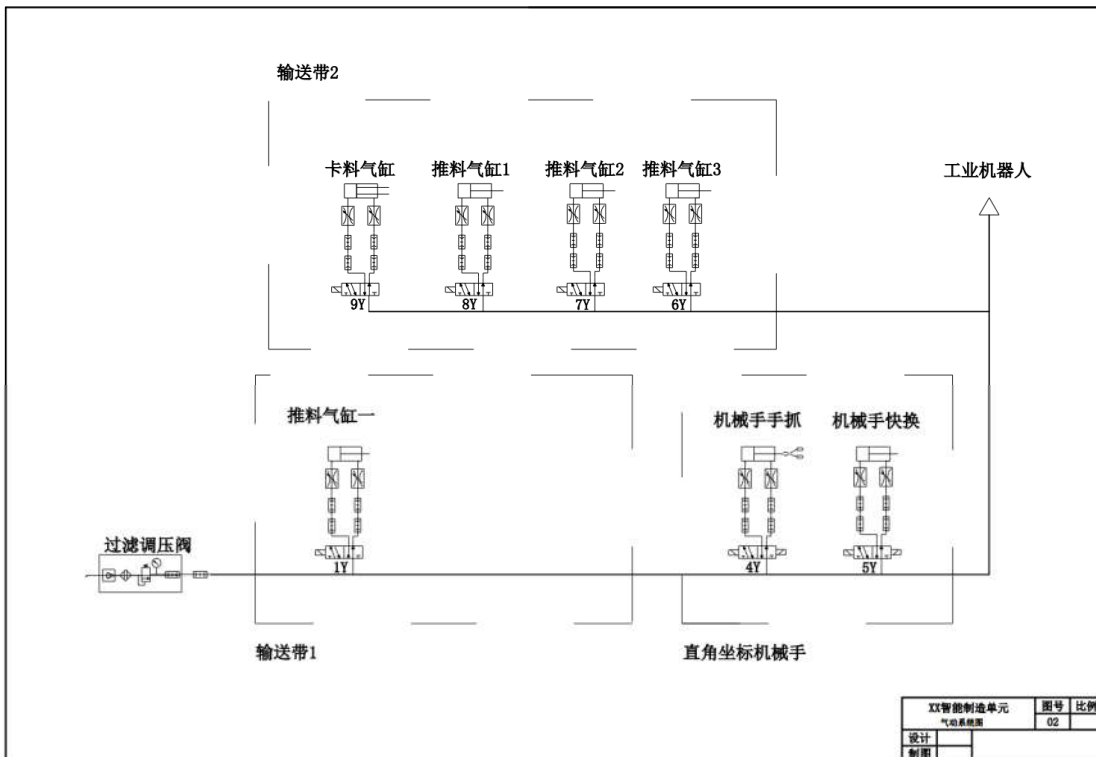 输送带2
卡料气缸
推料气缸1
推料气缸2
推料气缸3
工业机器人
9Y
8Y
7Y
6Y
推料气缸一
机械手手抓
机械手快换
过滤调压阀
1Y
4Y
5Y
输送带1
直角坐标机械手
XX智能制造单元
气动系统图
图号
比例
02
设计
制图